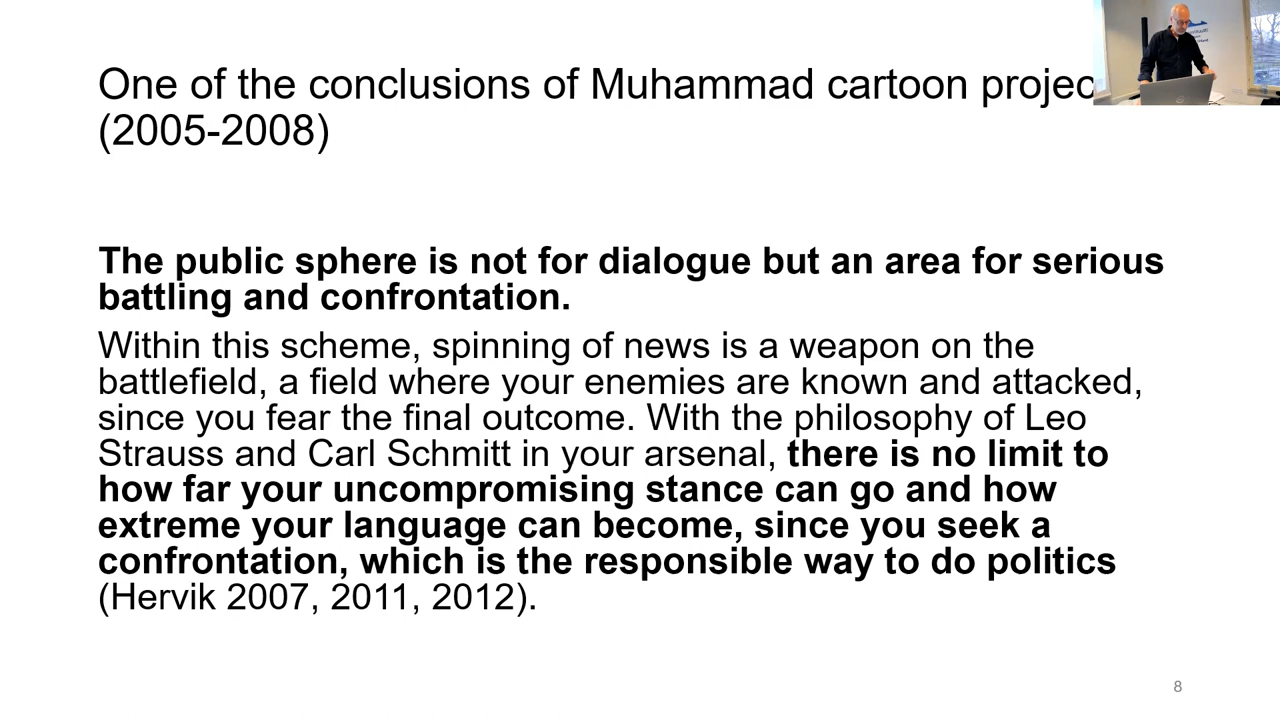 One of the conclusions of Muhammad cartoon projec
(2005-2008)
The public sphere is not for dialogue but an area for serious
battling and confrontation.
Within this scheme, spinning of news is a weapon on the
battlefield, a field where your enemies are known and attacked,
since you fear the final outcome. With the philosophy of Leo
Strauss and Carl Schmitt in your arsenal, there is no limit to
how far your uncompromising stance can go and how
extreme your language can become, since you seek a
confrontation, which is the responsible way to do politics
(Hervik 2007, 2011, 2012).
8